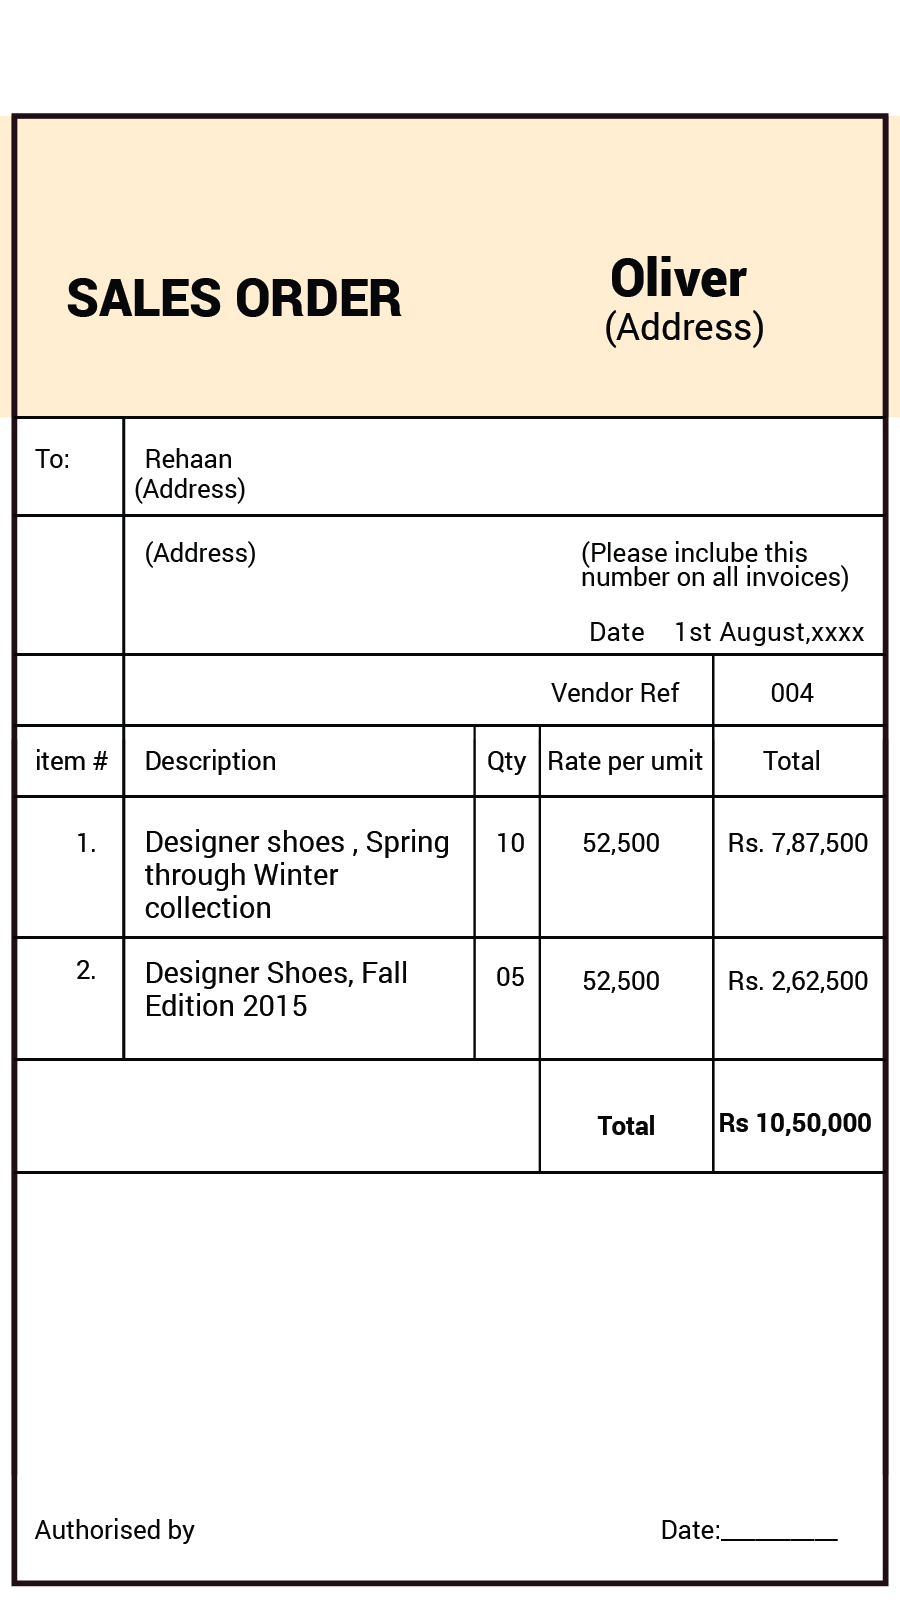 SALES ORDER
Oliver
(Address)
To:
Rehaan
(Address)
(Address)
(Please inclube this
number on all invoices)
Date 1st August,xxxx
Vendor Ref 004
item # Description Qty Rate per umit Total
1. Designer shoes , Spring 10 52,500 Rs. 7,87,500
through Winter
collection
2. Designer Shoes, Fall 05 52,500 Rs. 2,62,500
Edition 2015
Total Rs 10,50,000
Authorised by Date:_________